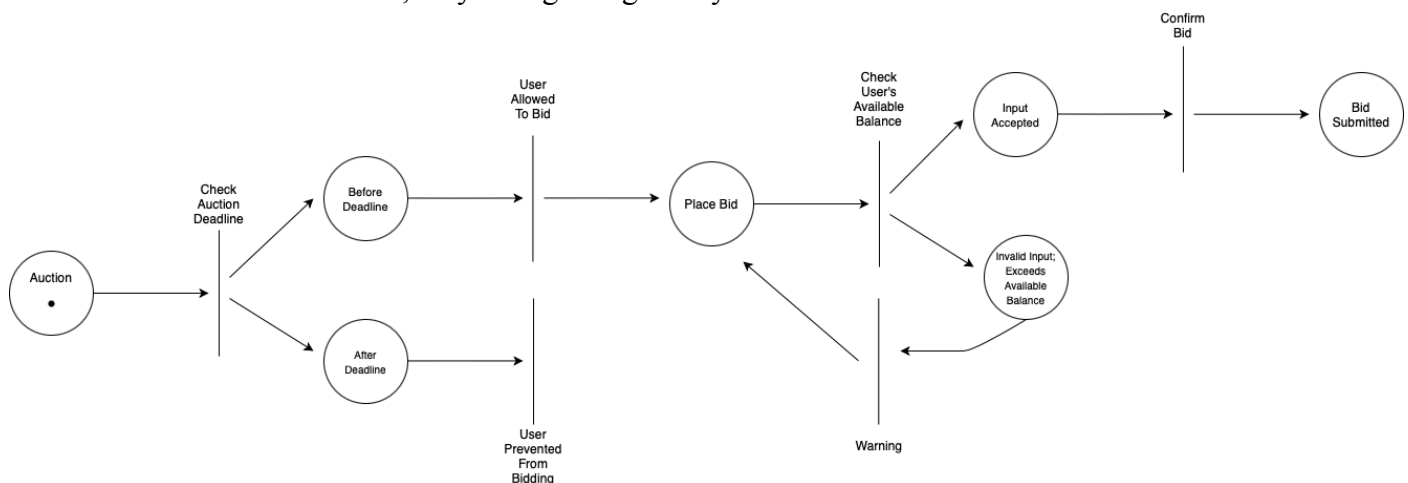 Confirm
Bid
User
Allowed
To Bid
Check
User's
Available
Balance
Input
Accepted
Bid
Submitted
Check
Auction
Deadline
Before
Deadline
Place Bid
Auction
Invalid Input;
Exceeds
Available
Balance
After
Deadline
User
Prevented
From
Bidding
Warning